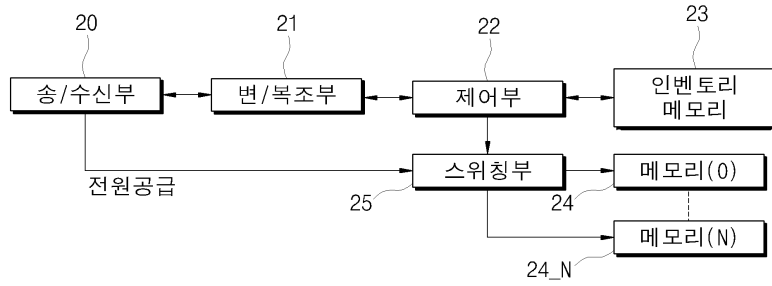 20
21
22
23
송/수신부
변/복조부
제어부
인벤토리
메모리
전원공급
스위칭부
25
메모리(0)
24
메모리(N)
24_N